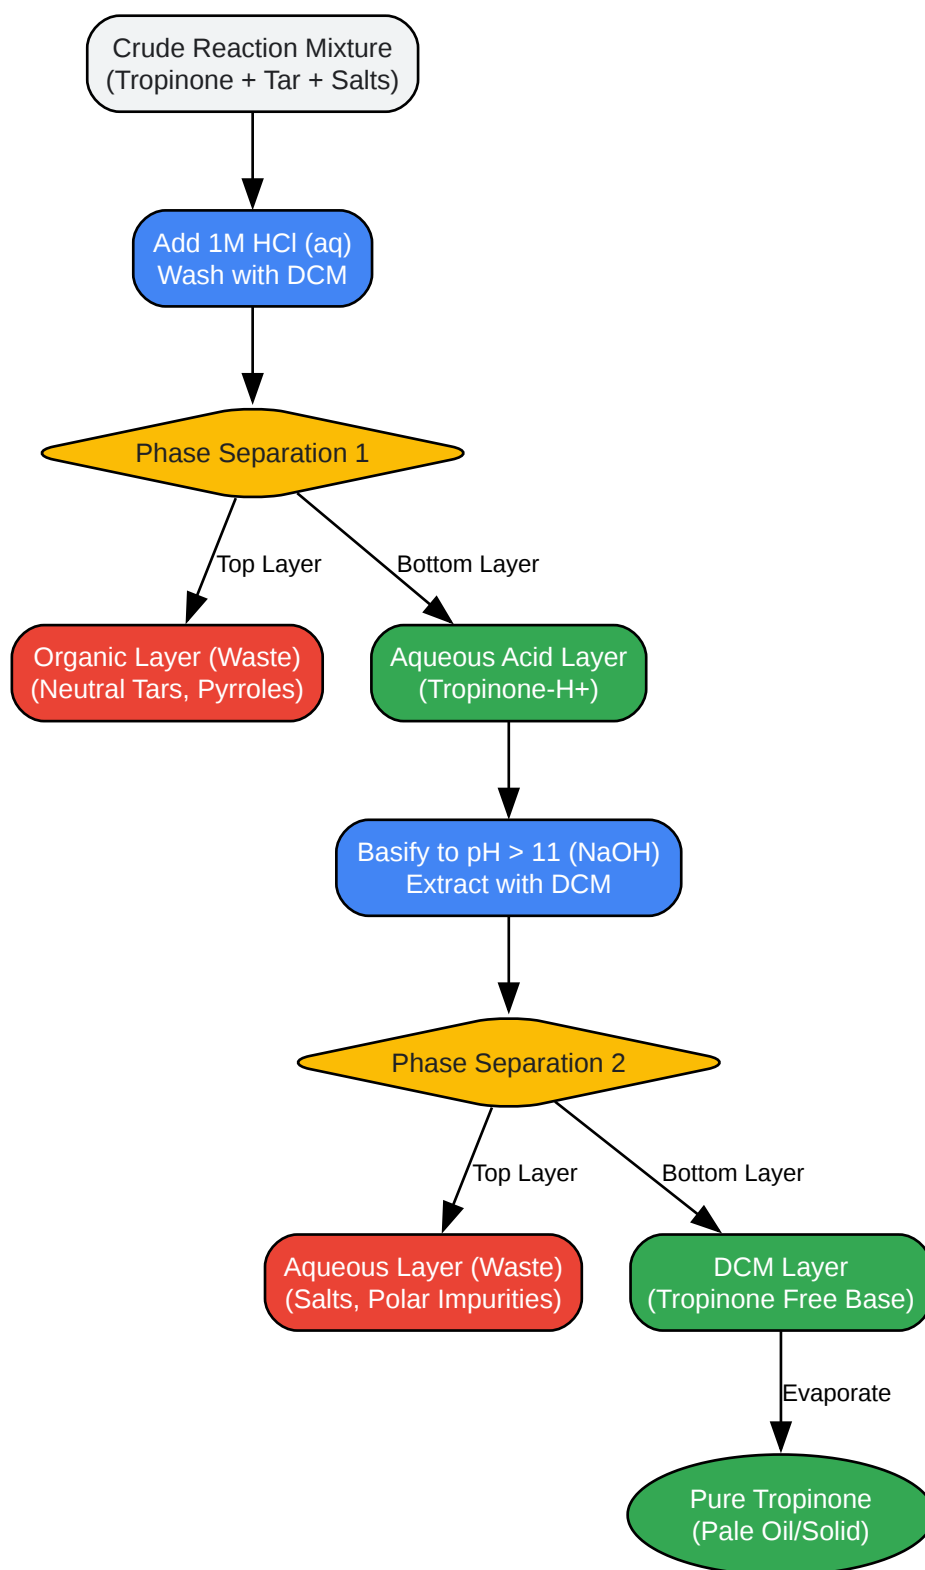 Crude Reaction Mixture
(Tropinone + Tar + Salts)
Add 1M HCl (aq)
Wash with DCM
Phase Separation 1
Top Layer
Bottom Layer
Organic Layer (Waste)
(Neutral Tars, Pyrroles)
Aqueous Acid Layer
(Tropinone-H+)
Basify to pH > 11 (NaOH)
Extract with DCM
Phase Separation 2
Top Layer
Bottom Layer
Aqueous Layer (Waste)
(Salts, Polar Impurities)
DCM Layer
(Tropinone Free Base)
Evaporate
Pure Tropinone
(Pale Oil/Solid)